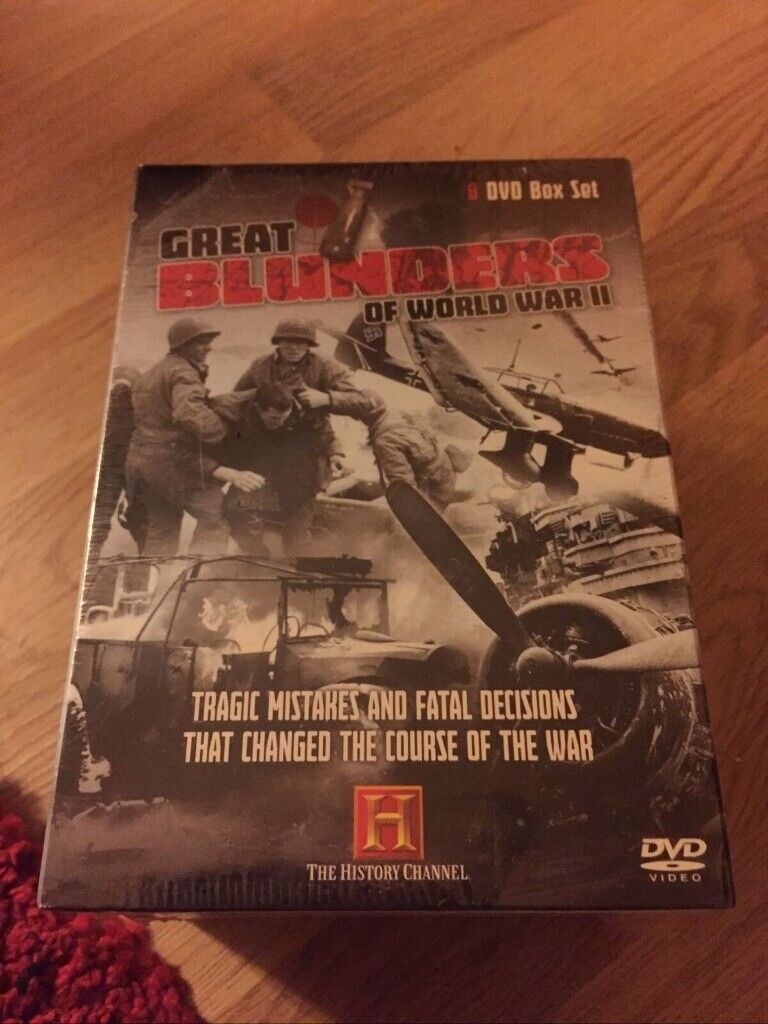 6 DVD Box Set
GREAT
BLUNDERS
OF WORLD WAR II
TRAGIC MISTAKES AND FATAL DECISIONS
THAT CHANGED THE COURSE OF THE WAR
H
THE HISTORY CHANNEL
DVD
VIDEO